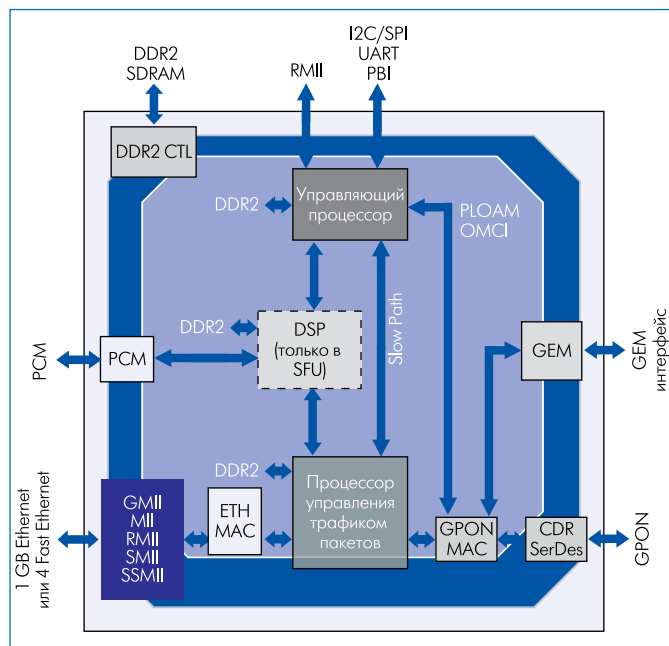 DDR2
SDRAM
RMII
I2C/SPI
UART
PBI
DDR2 CTL
DDR2
Управляющий
процессор
PLOAM
OMCI
DDR2
DSP
(только в
SFU)
Slow Path
PCM
PCM
GEM
GEM
интерфейс
DDR2
Процессор
управления
трафиком
пакетов
1 GB Ethernet
или 4 Fast Ethernet
GMII
MII
RMII
SMII
SSMII
ETH
MAC
GPON
MAC
CDR
SerDes
GPON